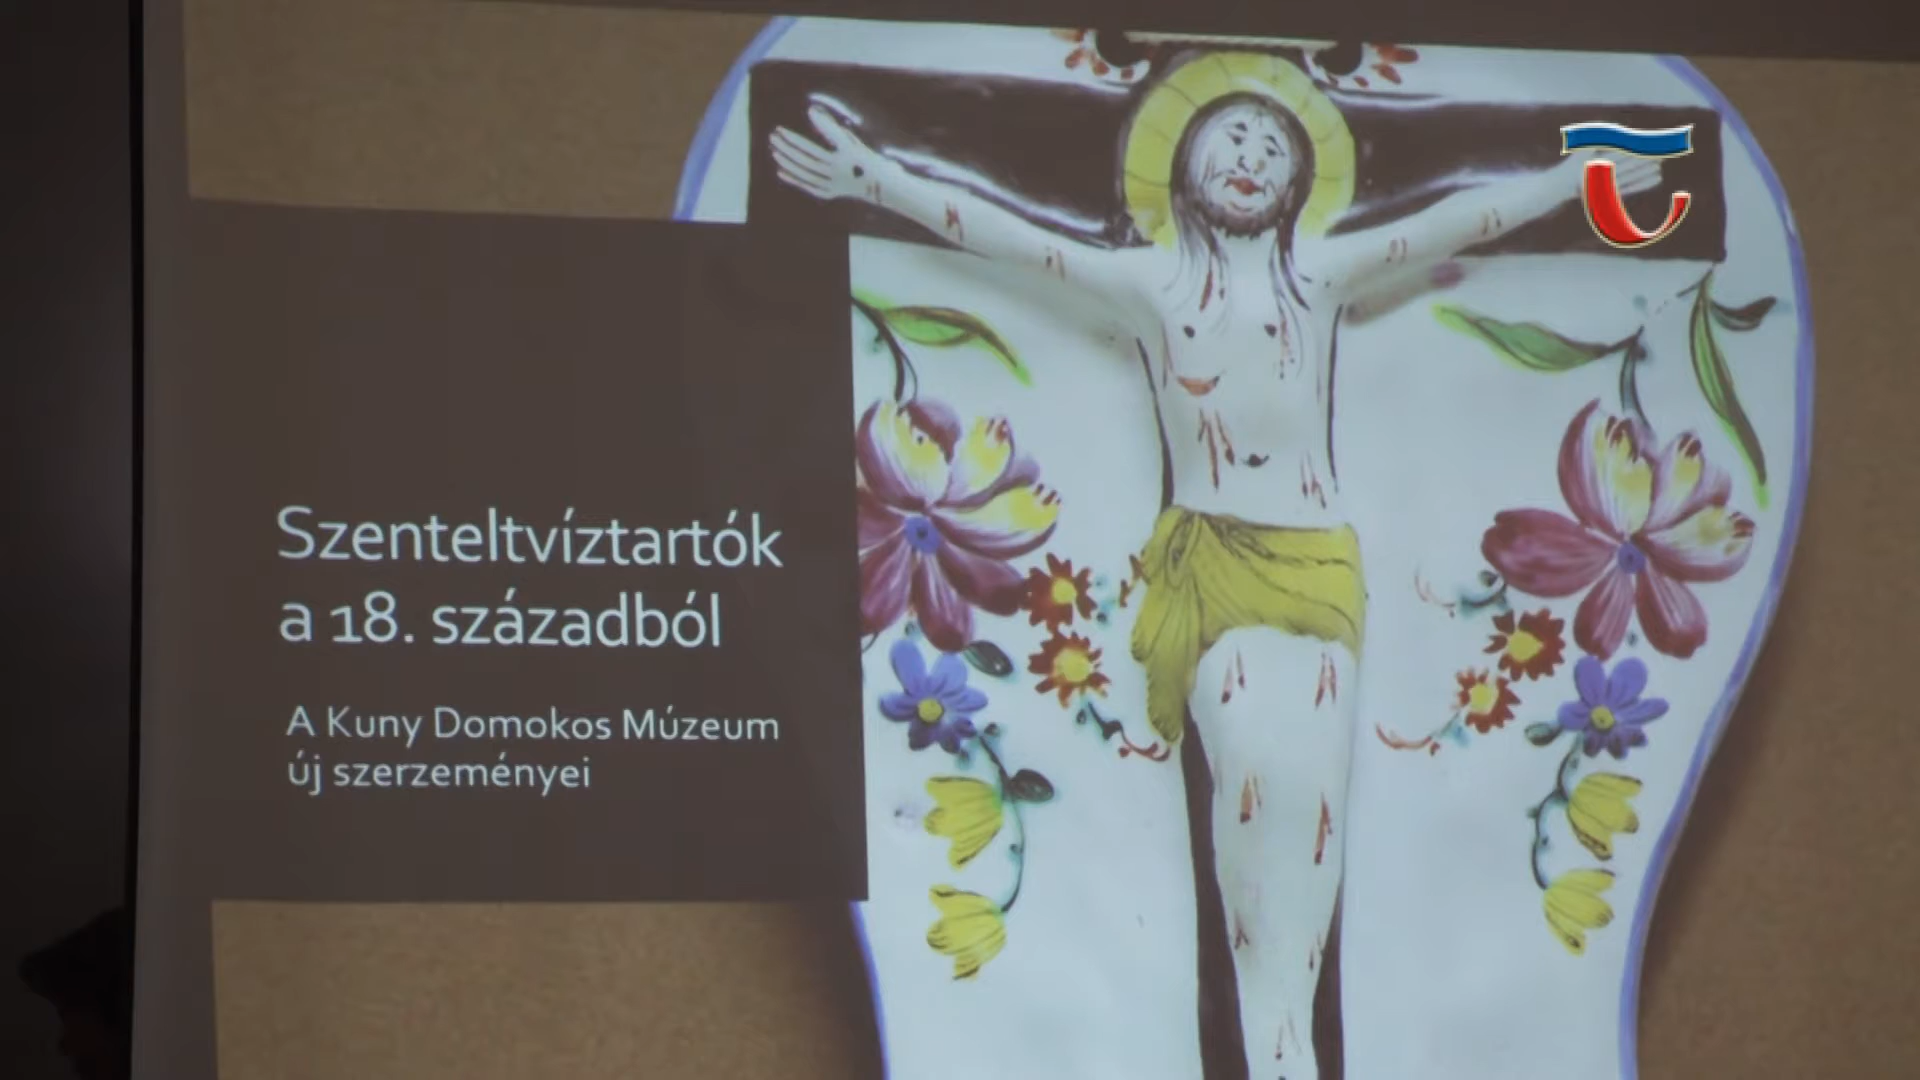 Szenteltvíztartók
a 18. századból
A Kuny Domokos Múzeum
új szerzeményei